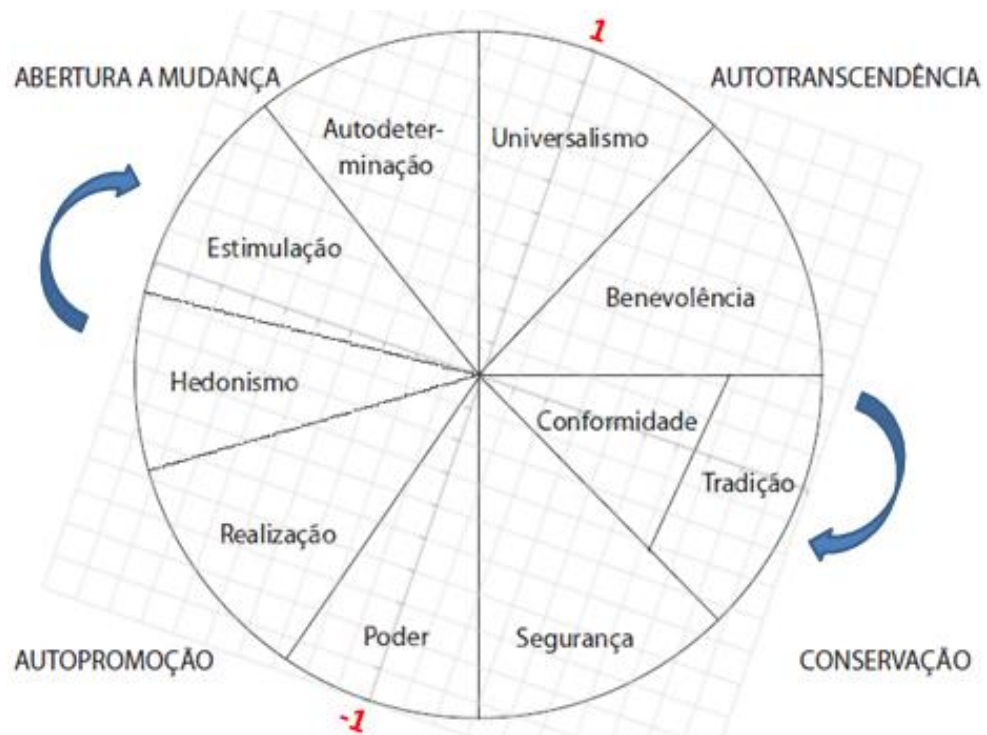 1
ABERTURA A MUDANÇA
AUTOTRANSCENDÊNCIA
Autodeter-
minação
Universalismo
Estimulação
Benevolência
Hedonismo
Conformidade
Tradição
Realização
Poder
Segurança
AUTOPROMOÇÃO
CONSERVAÇÃO
-1